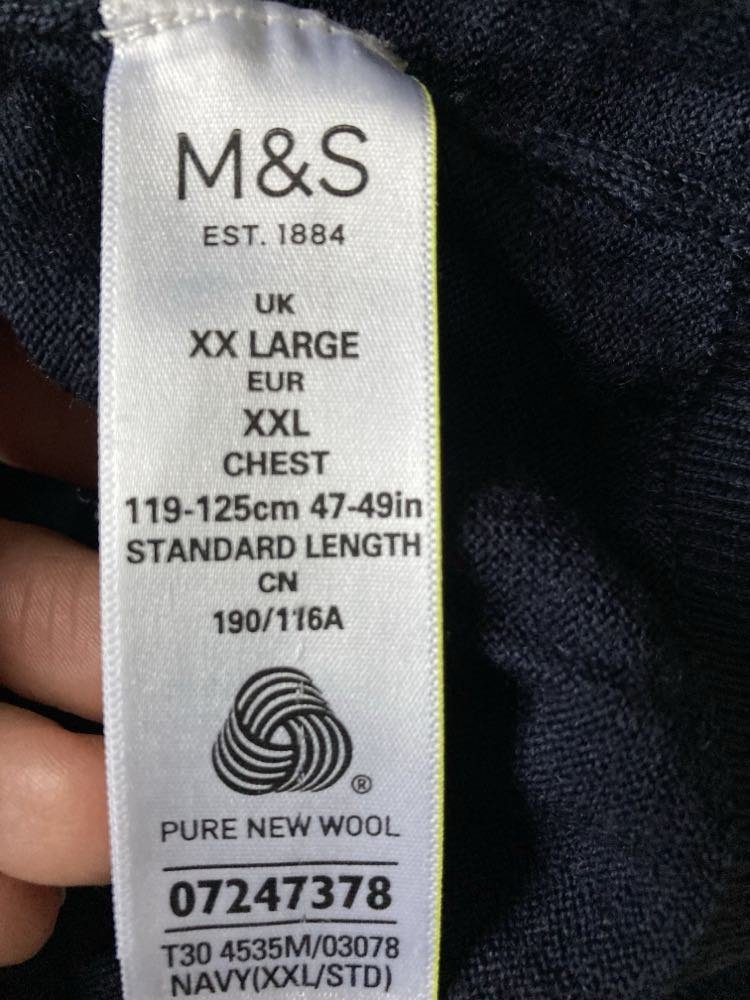 M&S
EST. 1884
UK
XX LARGE
EUR
XXL
CHEST
119-125cm 47-49in
STANDARD LENGTH
CN
190/116A
®
PURE NEW WOOL
07247378
T30 4535M/03078
NAVY(XXL/STD)